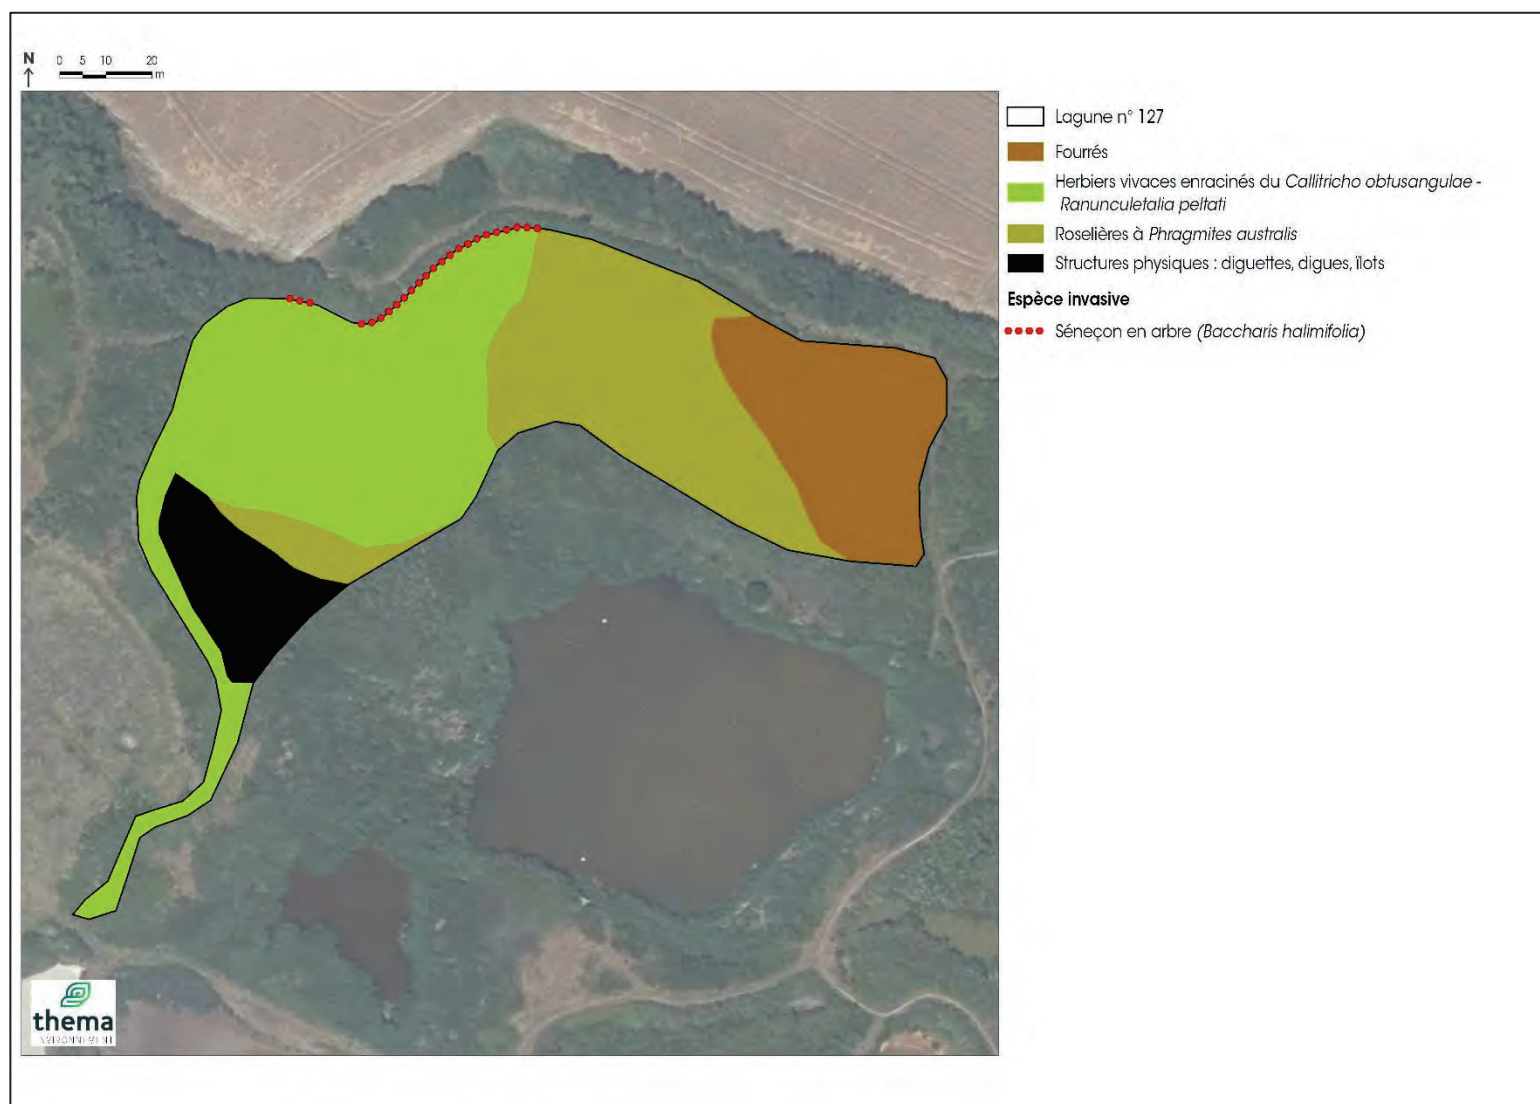 N
0 5 10 20
m
Lagune n° 127
Fourrés
Herbiers vivaces enracinés du Callitricho obtusangulae -
Ranunculetalia peltati
Roselières à Phragmites australis
Structures physiques : diguettes, digues, îlots
Espèce invasive
Séneçon en arbre (Baccharis halimifolia)
thema
ENVIRONNEMENT